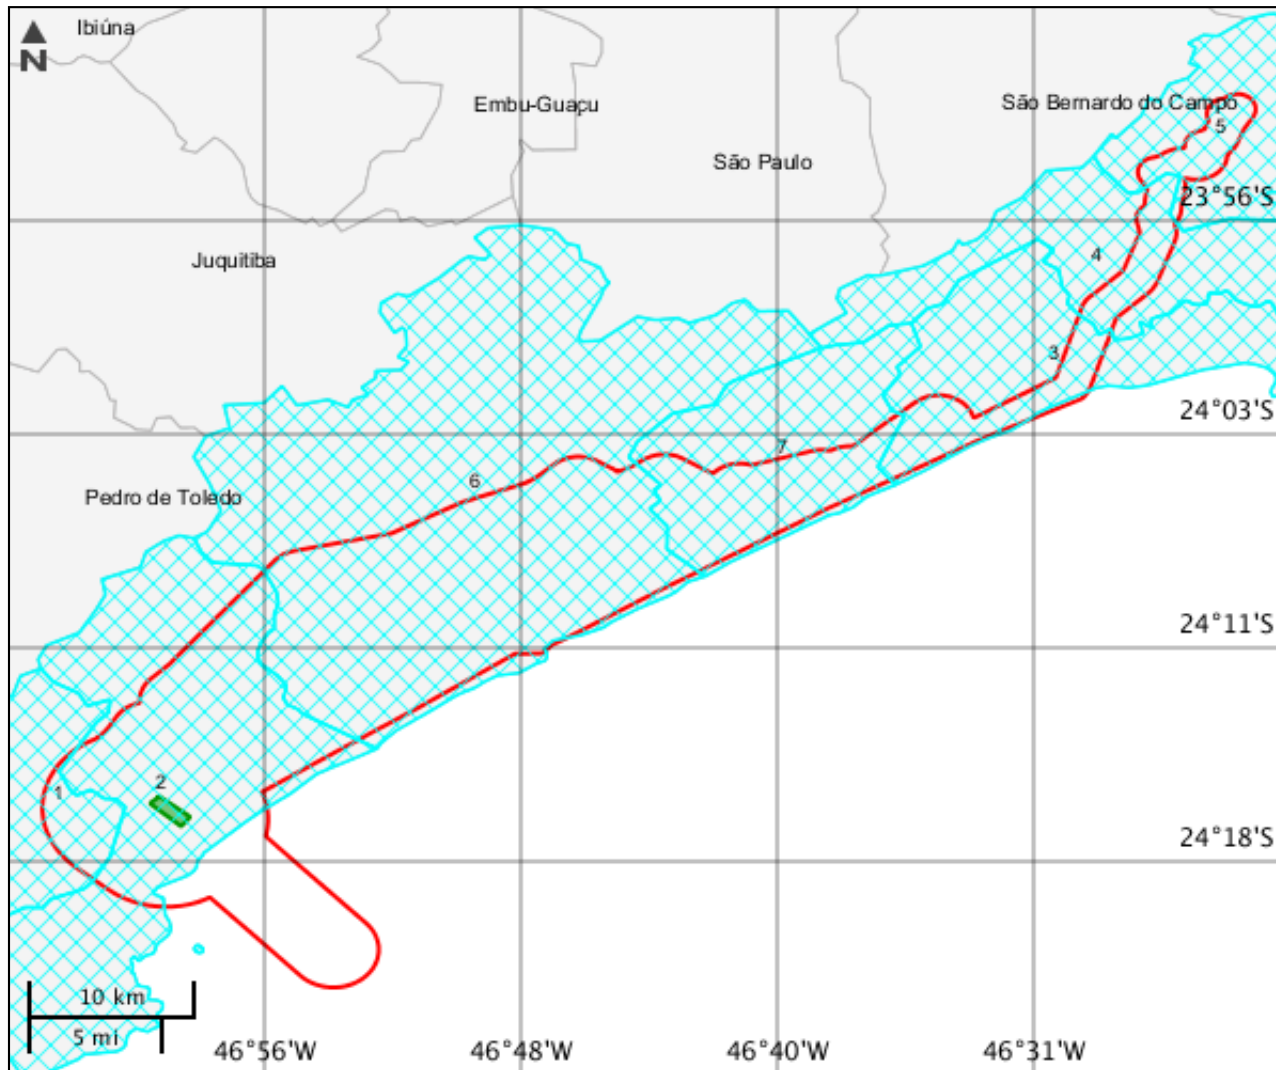 Ibiúna
N
Embu-Guaçu
São Bernardo do Campo
5
São Paulo
23°56'S
Juquitiba
4
3
24°03'S
7
6
Pedro de Toledo
24°11'S
2
1
24°18'S
10 km
5 mi
46°56'W
46°48'W
46°40'W
46°31'W